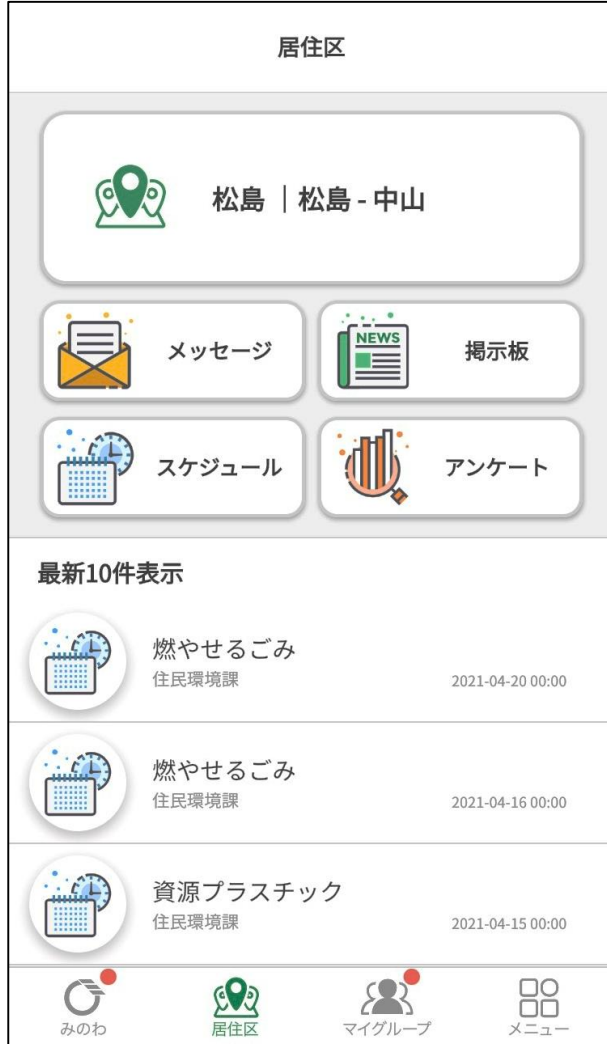 居住区
松島 ｜松島 - 中山
メッセージ
掲示板
NEWS
スケジュール
アンケート
最新10件表示
燃やせるごみ
住民環境課
2021-04-20 00:00
燃やせるごみ
住民環境課
2021-04-16 00:00
資源プラスチック
住民環境課
2021-04-15 00:00
みのわ
居住区
マイグループ
メニュー